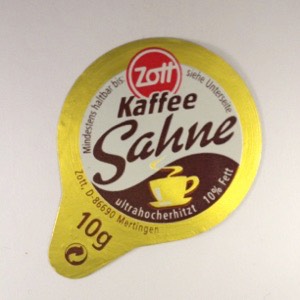 Zott
Mindestens haltbar bis siehe Unterseite
Kaffee
Sahne
ultrahocherhitzt 10% Fett
Zott, D-86690 Mertingen
10g